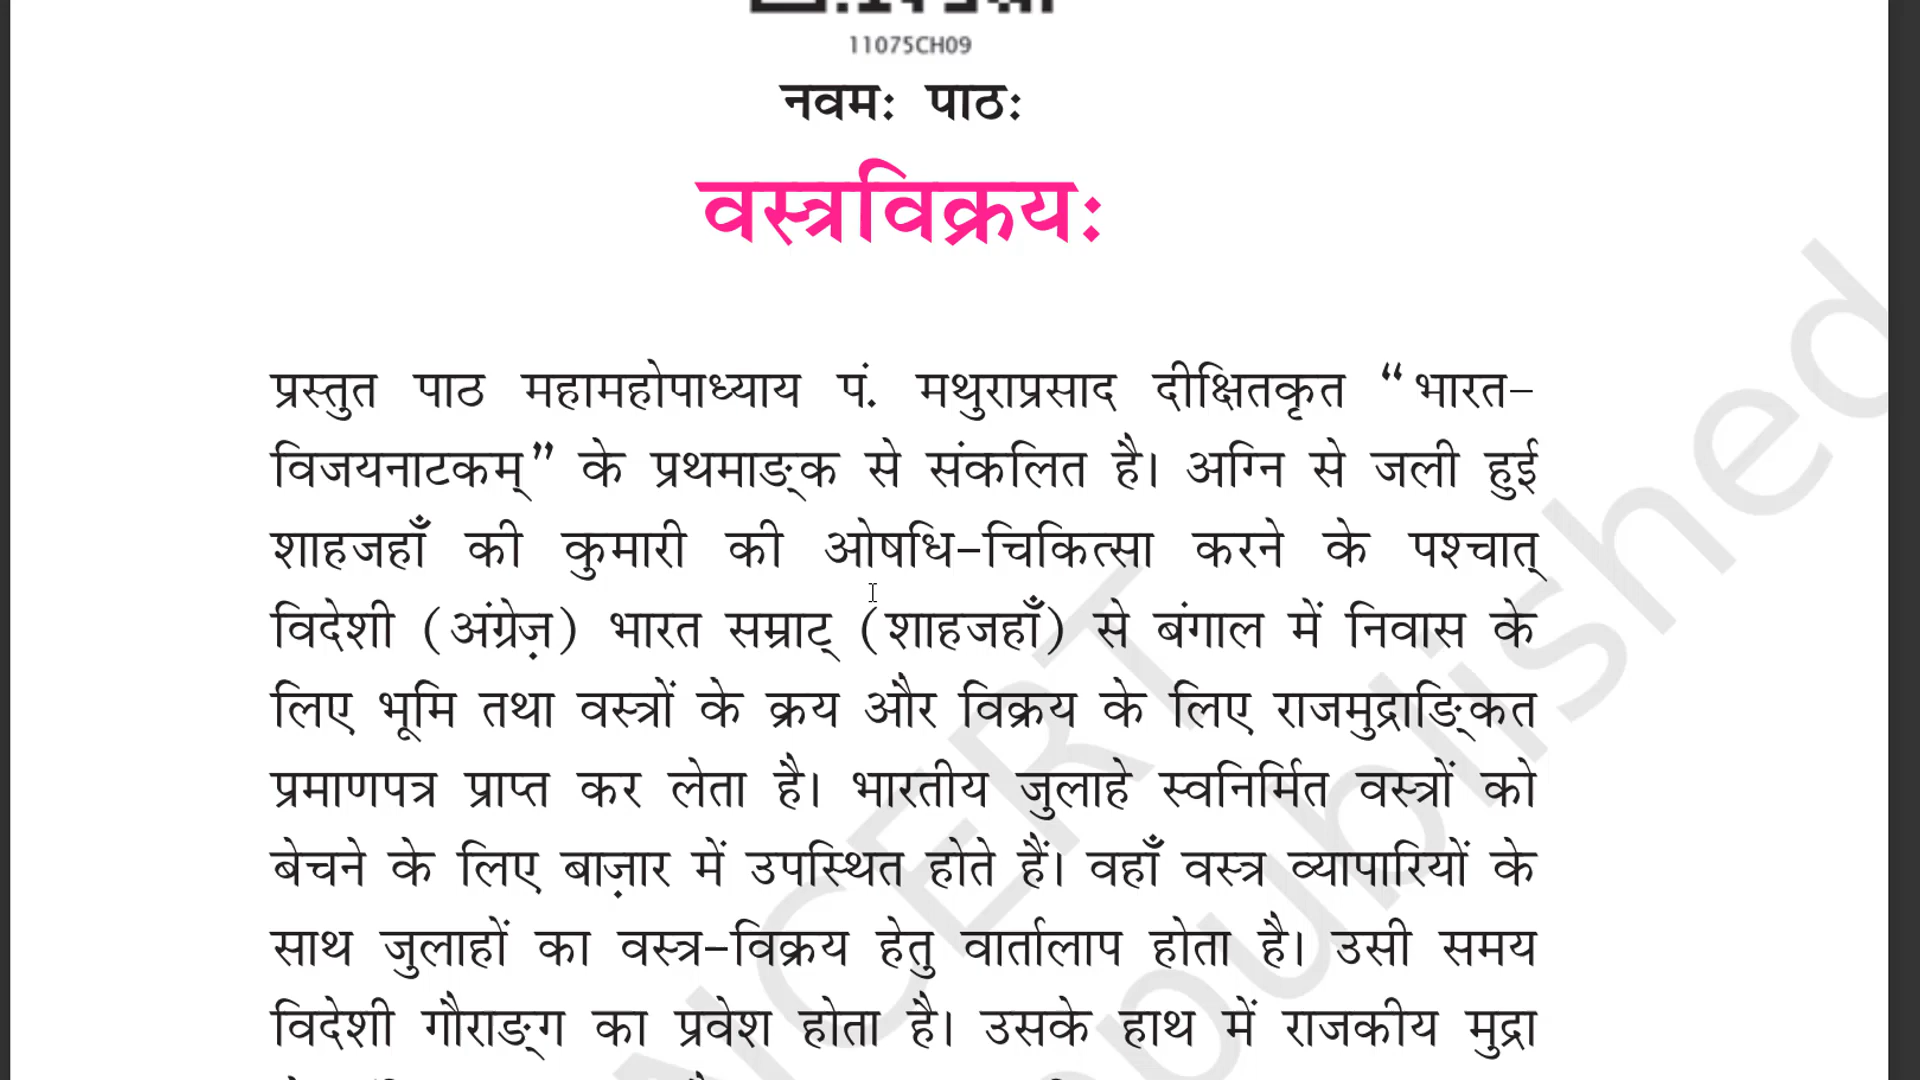 11075CH09
नवमः पाठः
वस्त्रविक्रयः
प्रस्तुत पाठ महामहोपाध्याय पं. मथुराप्रसाद दीक्षितकृत “भारत-
विजयनाटकम्” के प्रथमाङ्क से संकलित है। अग्नि से जली हुई
शाहजहाँ की कुमारी की ओषधि-चिकित्सा करने के पश्चात्
विदेशी (अंग्रेज़) भारत सम्राट् (शाहजहाँ) से बंगाल में निवास के
लिए भूमि तथा वस्त्रों के क्रय और विक्रय के लिए राजमुद्राङ्कित
प्रमाणपत्र प्राप्त कर लेता है। भारतीय जुलाहे स्वनिर्मित वस्त्रों को
बेचने के लिए बाज़ार में उपस्थित होते हैं। वहाँ वस्त्र व्यापारियों के
साथ जुलाहों का वस्त्र-विक्रय हेतु वार्तालाप होता है। उसी समय
विदेशी गौराङ्ग का प्रवेश होता है। उसके हाथ में राजकीय मुद्रा
NCERT
published